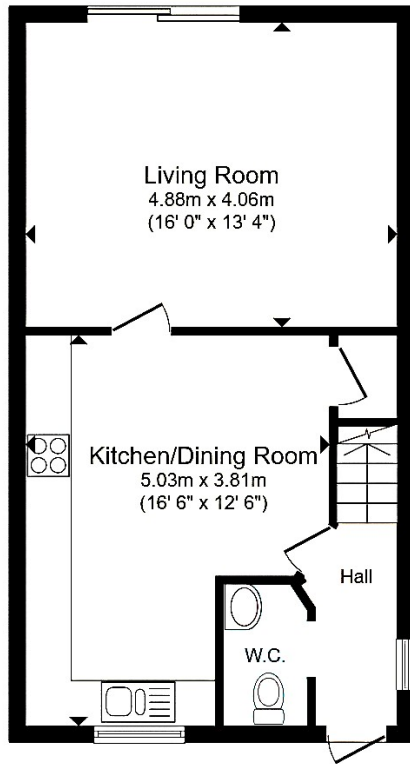 Living Room
4.88m x 4.06m
(16' 0" x 13' 4")
Kitchen/Dining Room
5.03m x 3.81m
(16' 6" x 12' 6")
Hall
W.C.